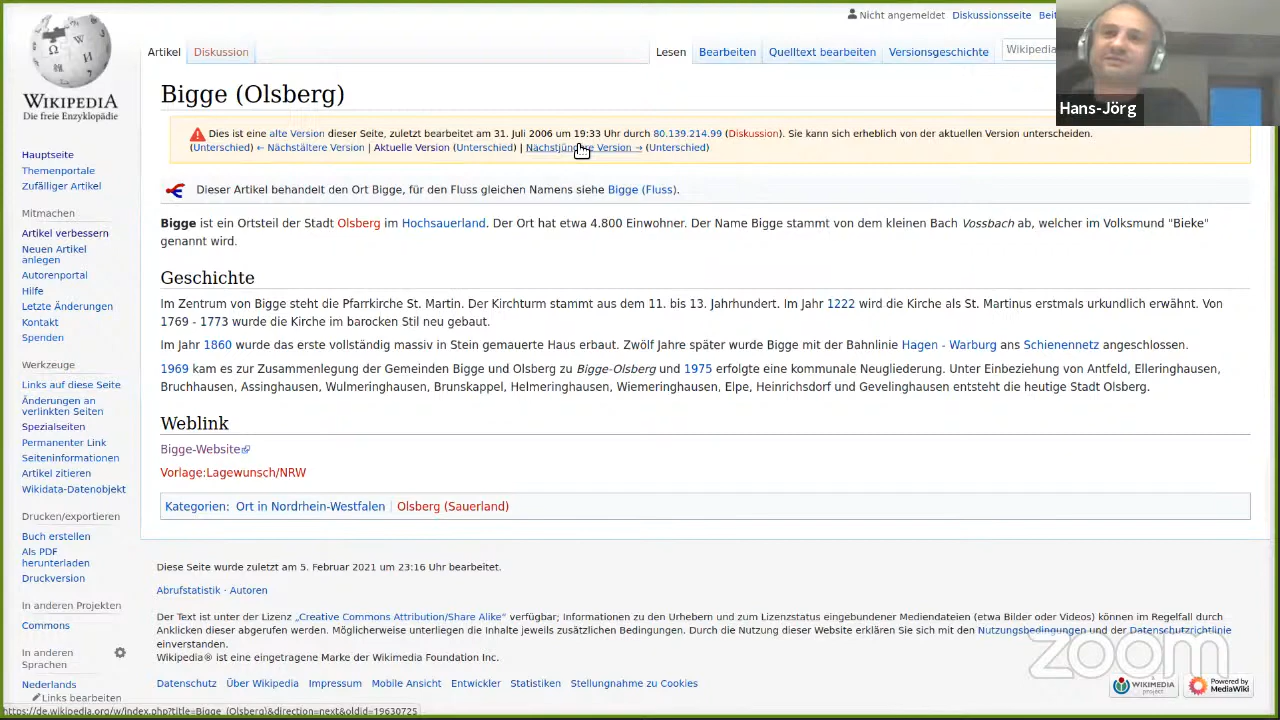 Nicht angemeldet Diskussionsseite
WIKIPEDIA
Die freie Enzyklopädie
Artikel Diskussion Lesen Bearbeiten Quelltext bearbeiten Versionsgeschichte
Hans-Jörg
Bigge (Olsberg)
Dies ist eine alte Version dieser Seite, zuletzt bearbeitet am 31. Juli 2006 um 19:33 Uhr durch 80.139.214.99 (Diskussion). Sie kann sich erheblich von der aktuellen Version unterscheiden.
(Unterschied) ← Nächstältere Version | Aktuelle Version (Unterschied) | Nächstjüngere Version → (Unterschied)
Dieser Artikel behandelt den Ort Bigge, für den Fluss gleichen Namens siehe Bigge (Fluss).
Bigge ist ein Ortsteil der Stadt Olsberg im Hochsauerland. Der Ort hat etwa 4.800 Einwohner. Der Name Bigge stammt von dem kleinen Bach Vossbach ab, welcher im Volksmund "Bieke"
genannt wird.
Geschichte
Im Zentrum von Bigge steht die Pfarrkirche St. Martin. Der Kirchturm stammt aus dem 11. bis 13. Jahrhundert. Im Jahr 1222 wird die Kirche als St. Martinus erstmals urkundlich erwähnt. Von
1769 - 1773 wurde die Kirche im barocken Stil neu gebaut.
Im Jahr 1860 wurde das erste vollständig massiv in Stein gemauerte Haus erbaut. Zwölf Jahre später wurde Bigge mit der Bahnlinie Hagen - Warburg ans Schienennetz angeschlossen.
1969 kam es zur Zusammenlegung der Gemeinden Bigge und Olsberg zu Bigge-Olsberg und 1975 erfolgte eine kommunale Neugliederung. Unter Einbeziehung von Antfeld, Elleringhausen,
Bruchhausen, Assinghausen, Wulmeringhausen, Brunskappel, Helmeringhausen, Wiemeringhausen, Elpe, Heinrichsdorf und Gevelinghausen entsteht die heutige Stadt Olsberg.
Weblink
Bigge-Website
Vorlage:Lagewunsch/NRW
Kategorien: Ort in Nordrhein-Westfalen | Olsberg (Sauerland)
Hauptseite
Themenportale
Zufälliger Artikel
Mitmachen
Artikel verbessern
Neuen Artikel
anlegen
Autorenportal
Hilfe
Letzte Änderungen
Kontakt
Spenden
Werkzeuge
Links auf diese Seite
Änderungen an
verlinkten Seiten
Spezialseiten
Permanenter Link
Seiteninformationen
Artikel zitieren
Wikidata-Datenobjekt
Drucken/exportieren
Buch erstellen
Als PDF
herunterladen
Druckversion
In anderen Projekten
Commons
In anderen
Sprachen
Nederlands
Links bearbeiten
Diese Seite wurde zuletzt am 5. Februar 2021 um 23:16 Uhr bearbeitet.
Abrufstatistik · Autoren
Der Text ist unter der Lizenz „Creative Commons Attribution/Share Alike“ verfügbar; Informationen zu den Urhebern und zum Lizenzstatus eingebundener Mediendateien (etwa Bilder oder Videos) können im Regelfall durch
Anklicken dieser abgerufen werden. Möglicherweise unterliegen die Inhalte jeweils zusätzlichen Bedingungen. Durch die Nutzung dieser Website erklären Sie sich mit den Nutzungsbedingungen und der Datenschutzrichtlinie
einverstanden.
Wikipedia® ist eine eingetragene Marke der Wikimedia Foundation Inc.
Datenschutz Über Wikipedia Impressum Mobile Ansicht Entwickler Statistiken Stellungnahme zu Cookies
zoom
WIKIMEDIA
project
Powered by
MediaWiki
https://de.wikipedia.org/w/index.php?title=Bigge_(Olsberg)&direction=next&oldid=19630725